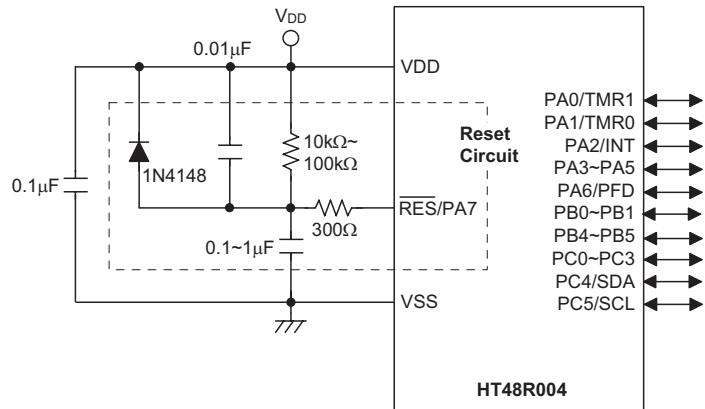 VDD
0.01μF
VDD
PA0/TMR1
PA1/TMR0
Reset
Circuit
10kΩ~
100kΩ
PA2/INT
PA3~PA5
1N4148
0.1μF
PA6/PFD
RES/PA7
PB0~PB1
300Ω
PB4~PB5
0.1~1μF
PC0~PC3
PC4/SDA
VSS
PC5/SCL
HT48R004